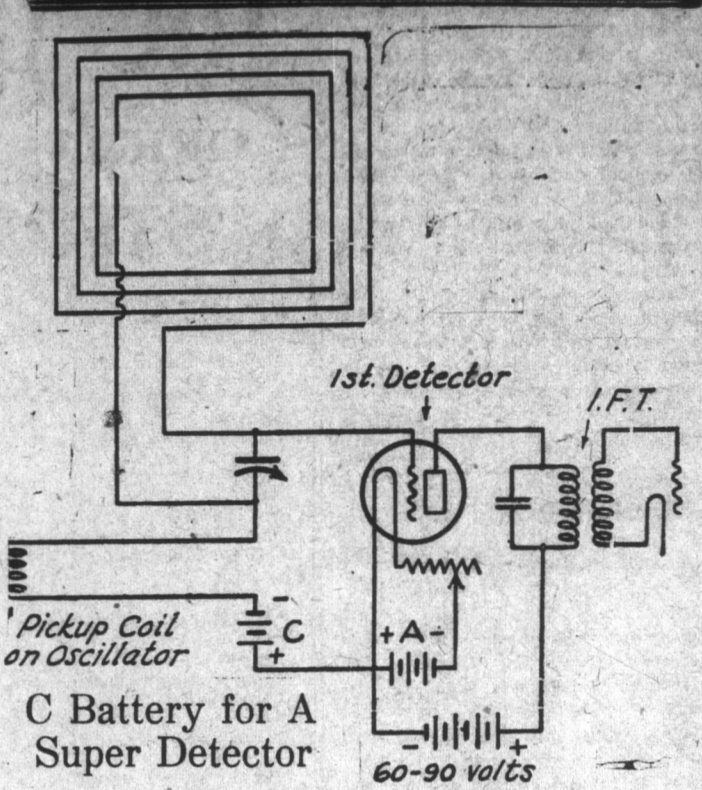 1st. Detector
I.F.T.
Pickup Coil
on Oscillator
-
C
+
+ A -
C Battery for A
Super Detector
- +
60-90 volts